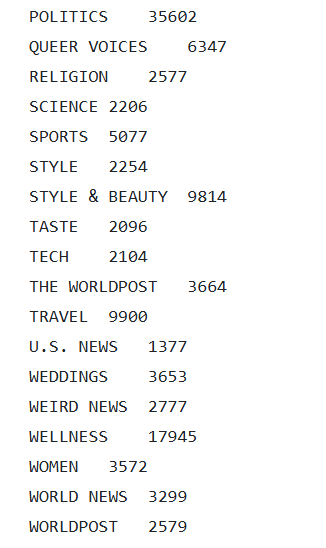 POLITICS 35602
QUEER VOICES 6347
RELIGION 2577
SCIENCE 2206
SPORTS 5077
STYLE 2254
STYLE & BEAUTY 9814
TASTE 2096
TECH 2104
THE WORLDPOST 3664
TRAVEL 9900
U.S. NEWS 1377
WEDDINGS 3653
WEIRD NEWS 2777
WELLNESS 17945
WOMEN 3572
WORLD NEWS 3299
WORLDPOST 2579